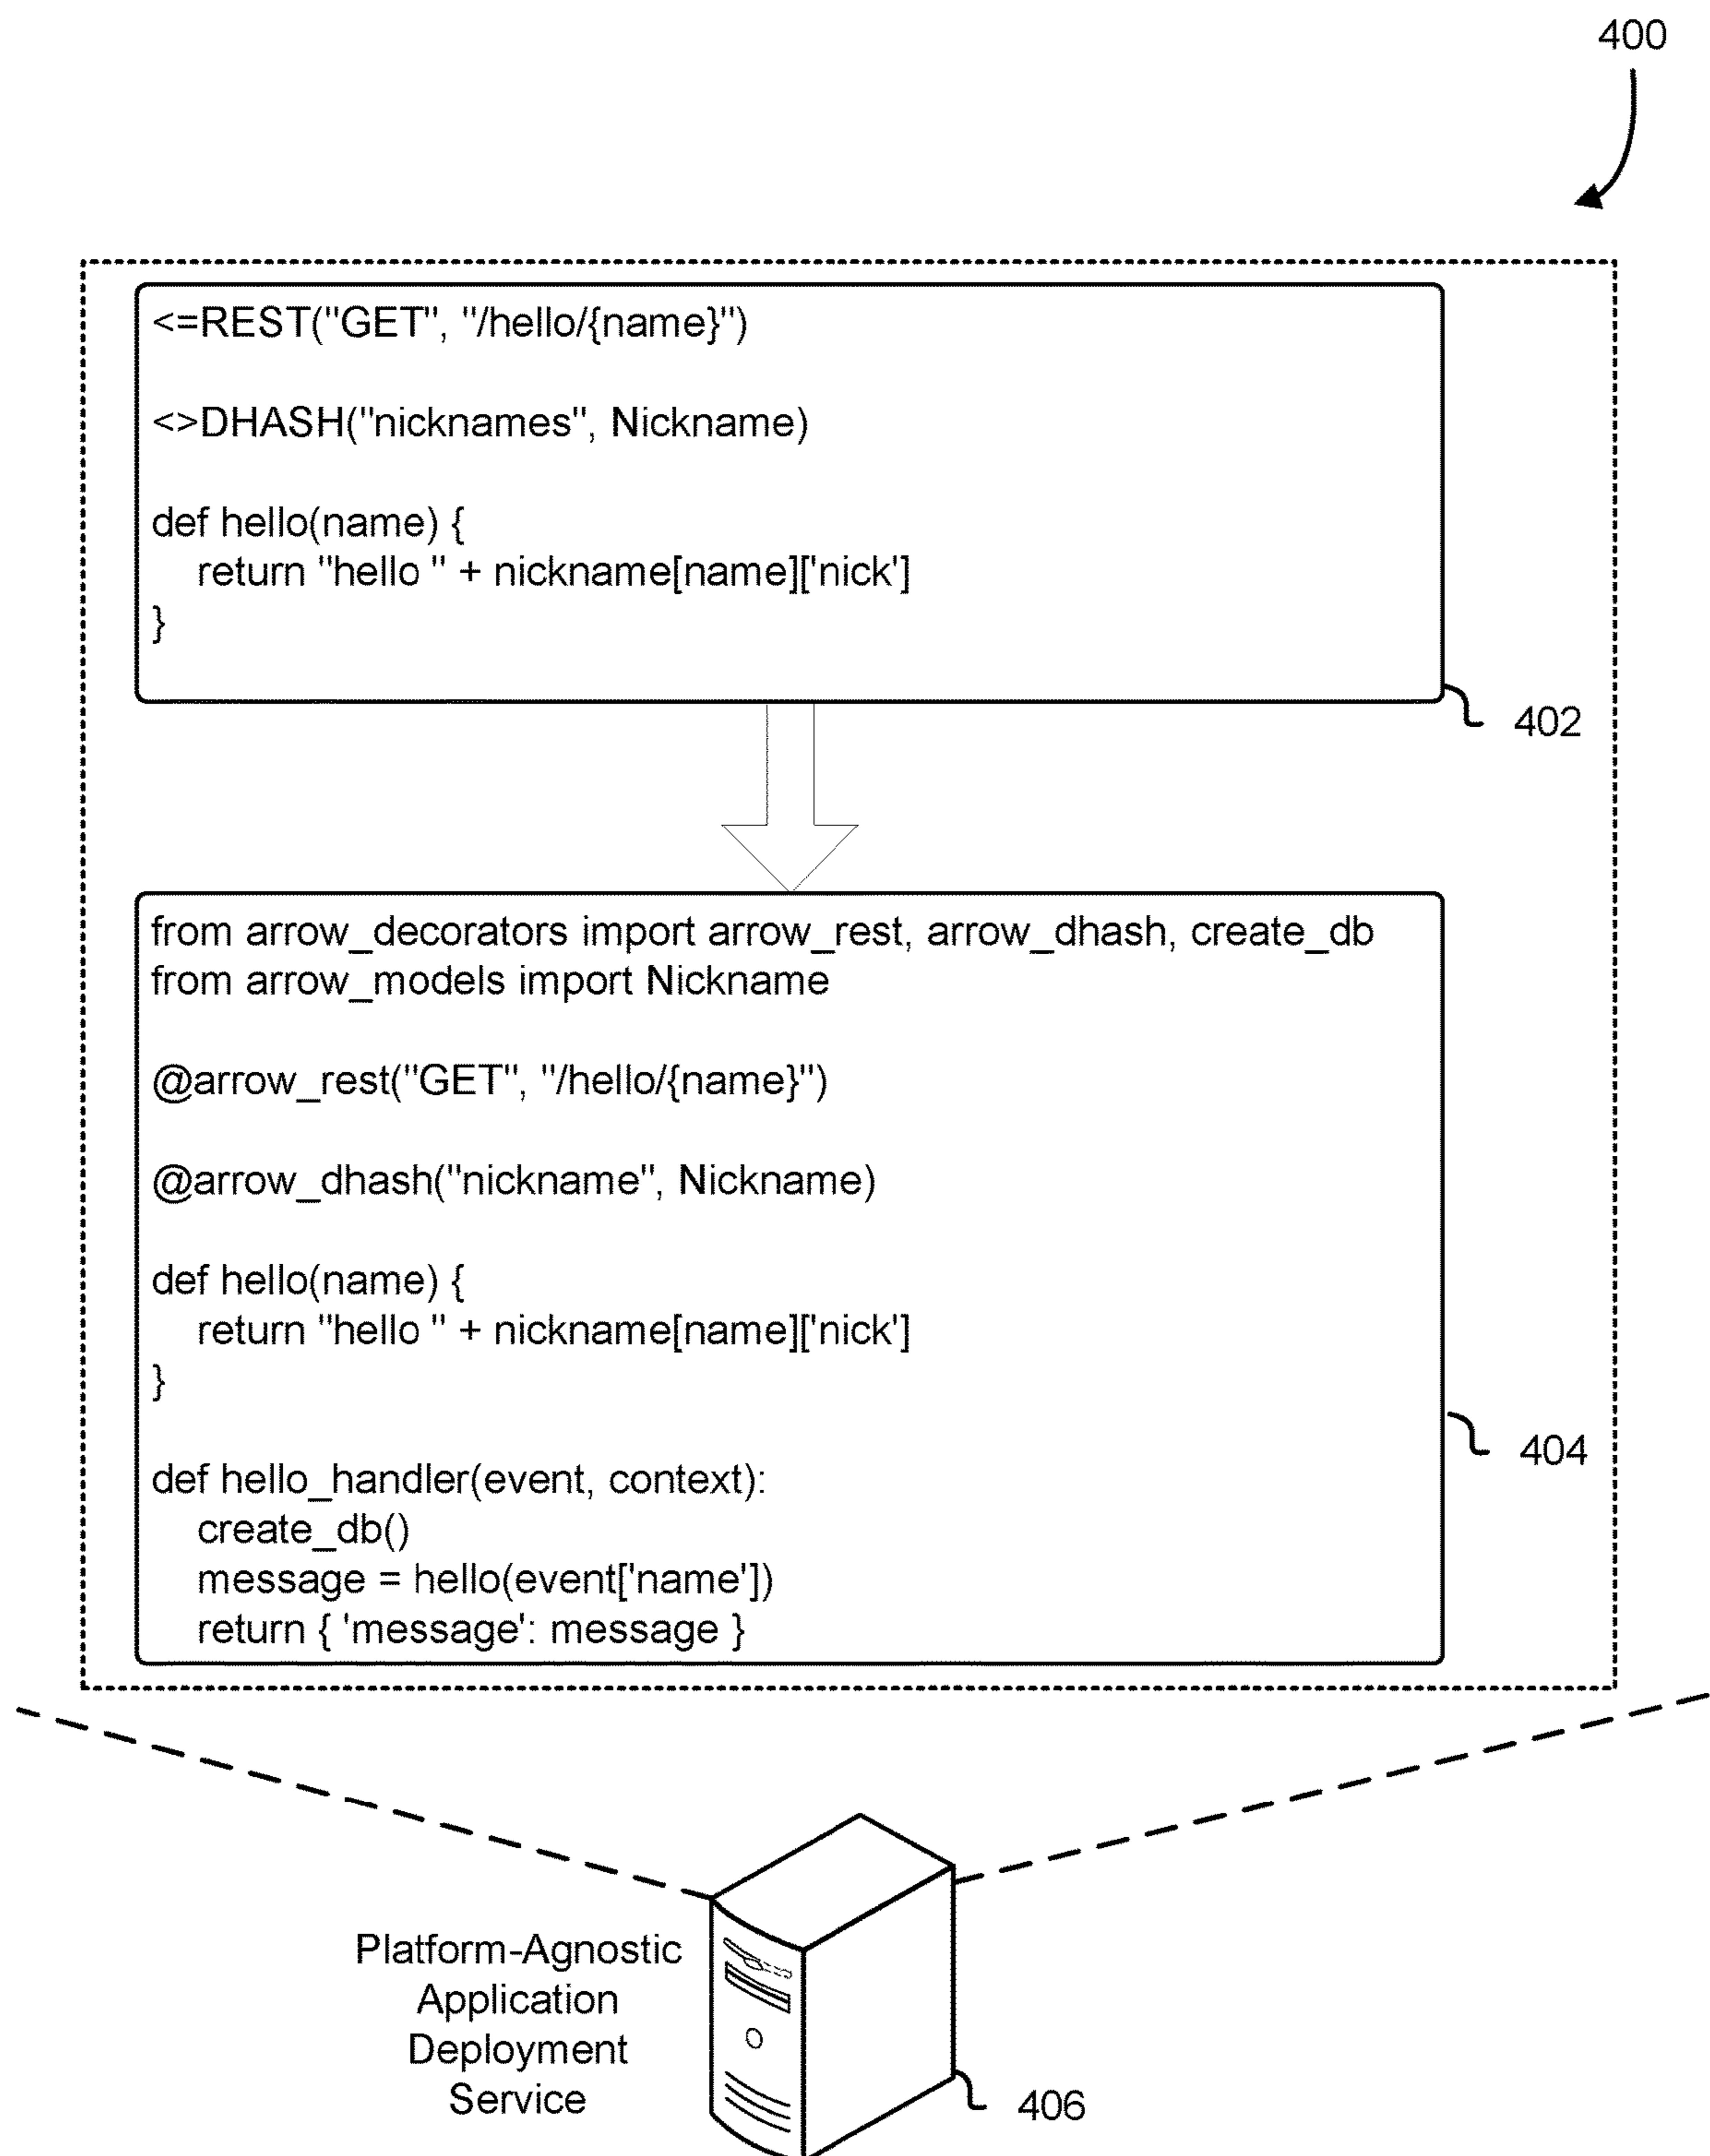 400
<=REST("GET", "/hello/{name}")
<>DHASH("nicknames", Nickname)
def hello(name) {
return "hello " + nickname[name]['nick']
}
402
from arrow_decorators import arrow_rest, arrow_dhash, create_db
from arrow_models import Nickname
@arrow_rest("GET", "/hello/{name}")
@arrow_dhash("nickname", Nickname)
def hello(name) {
return "hello " + nickname[name]['nick']
}
404
def hello_handler(event, context):
create_db()
message = hello(event['name'])
return { 'message': message }
Platform-Agnostic
Application
Deployment
Service
406